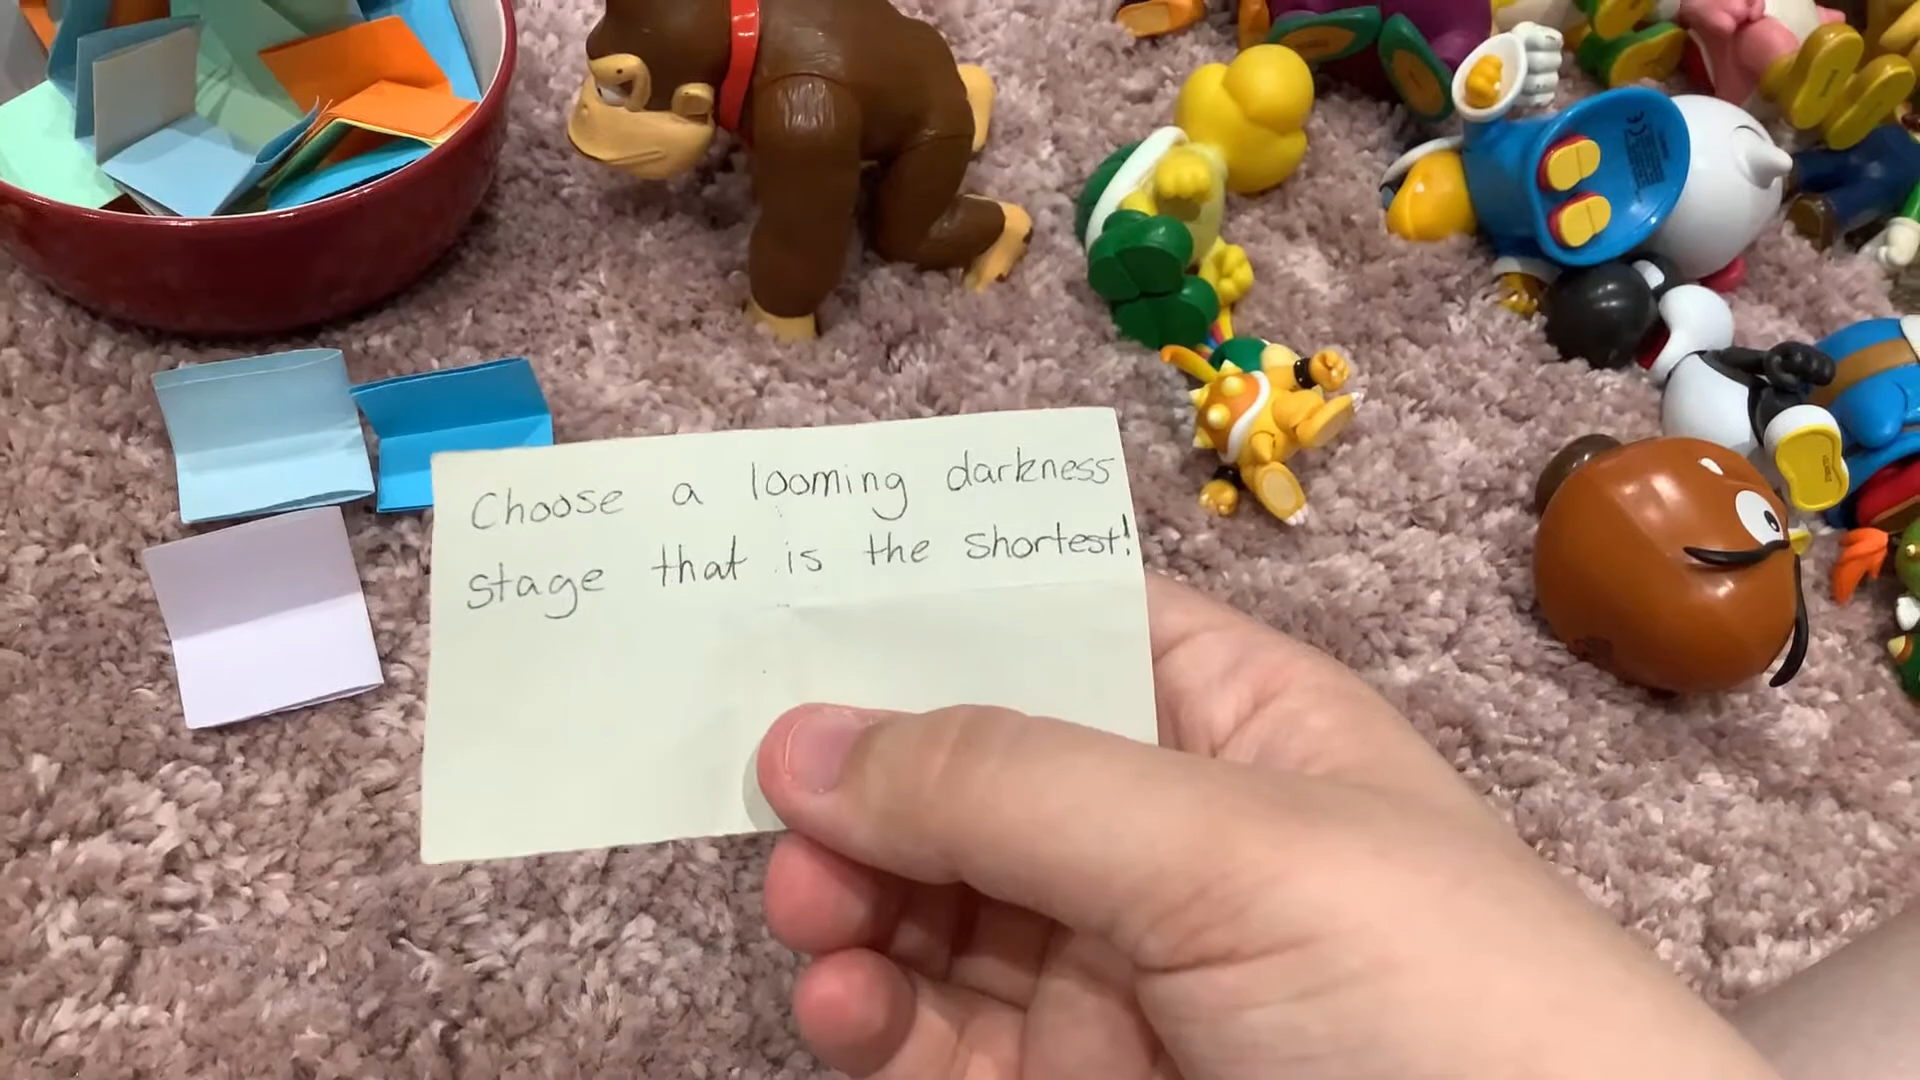 Choose a looming darkness
stage that is the shortest!